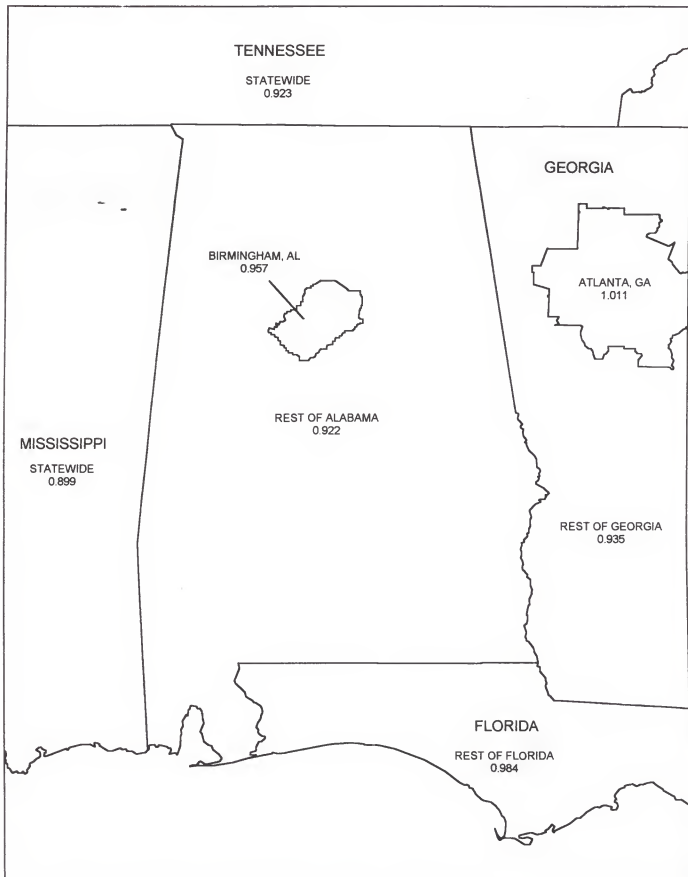 TENNESSEE
STATEWIDE
0.923
GEORGIA
BIRMINGHAM, AL
0.957
ATLANTA, GA
1.011
REST OF ALABAMA
0.922
MISSISSIPPI
STATEWIDE
0.899
REST OF GEORGIA
0.935
FLORIDA
REST OF FLORIDA
0.984